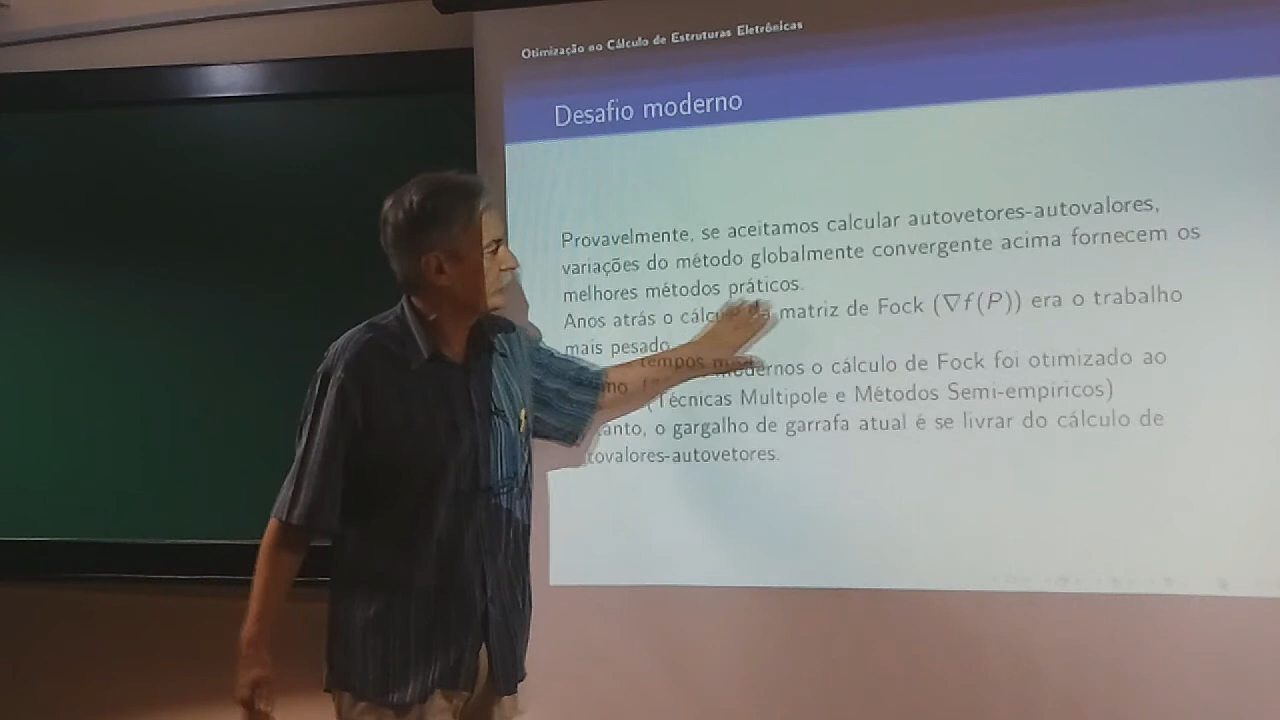 Otimização no Cálculo de Estruturas Eletrônicas
Desafio moderno
Provavelmente, se aceitamos calcular autovetores-autovalores,
variações do método globalmente convergente acima fornecem os
melhores métodos práticos.
Anos atrás o matriz de Fock (∇f(P)) era o trabalho
mais pesado
tempos modernos o cálculo de Fock foi otimizado ao
(Técnicas Multipole e Métodos Semi-empíricos)
o gargalho de garrafa atual é se livrar do cálculo de
tovalores-autovetores.